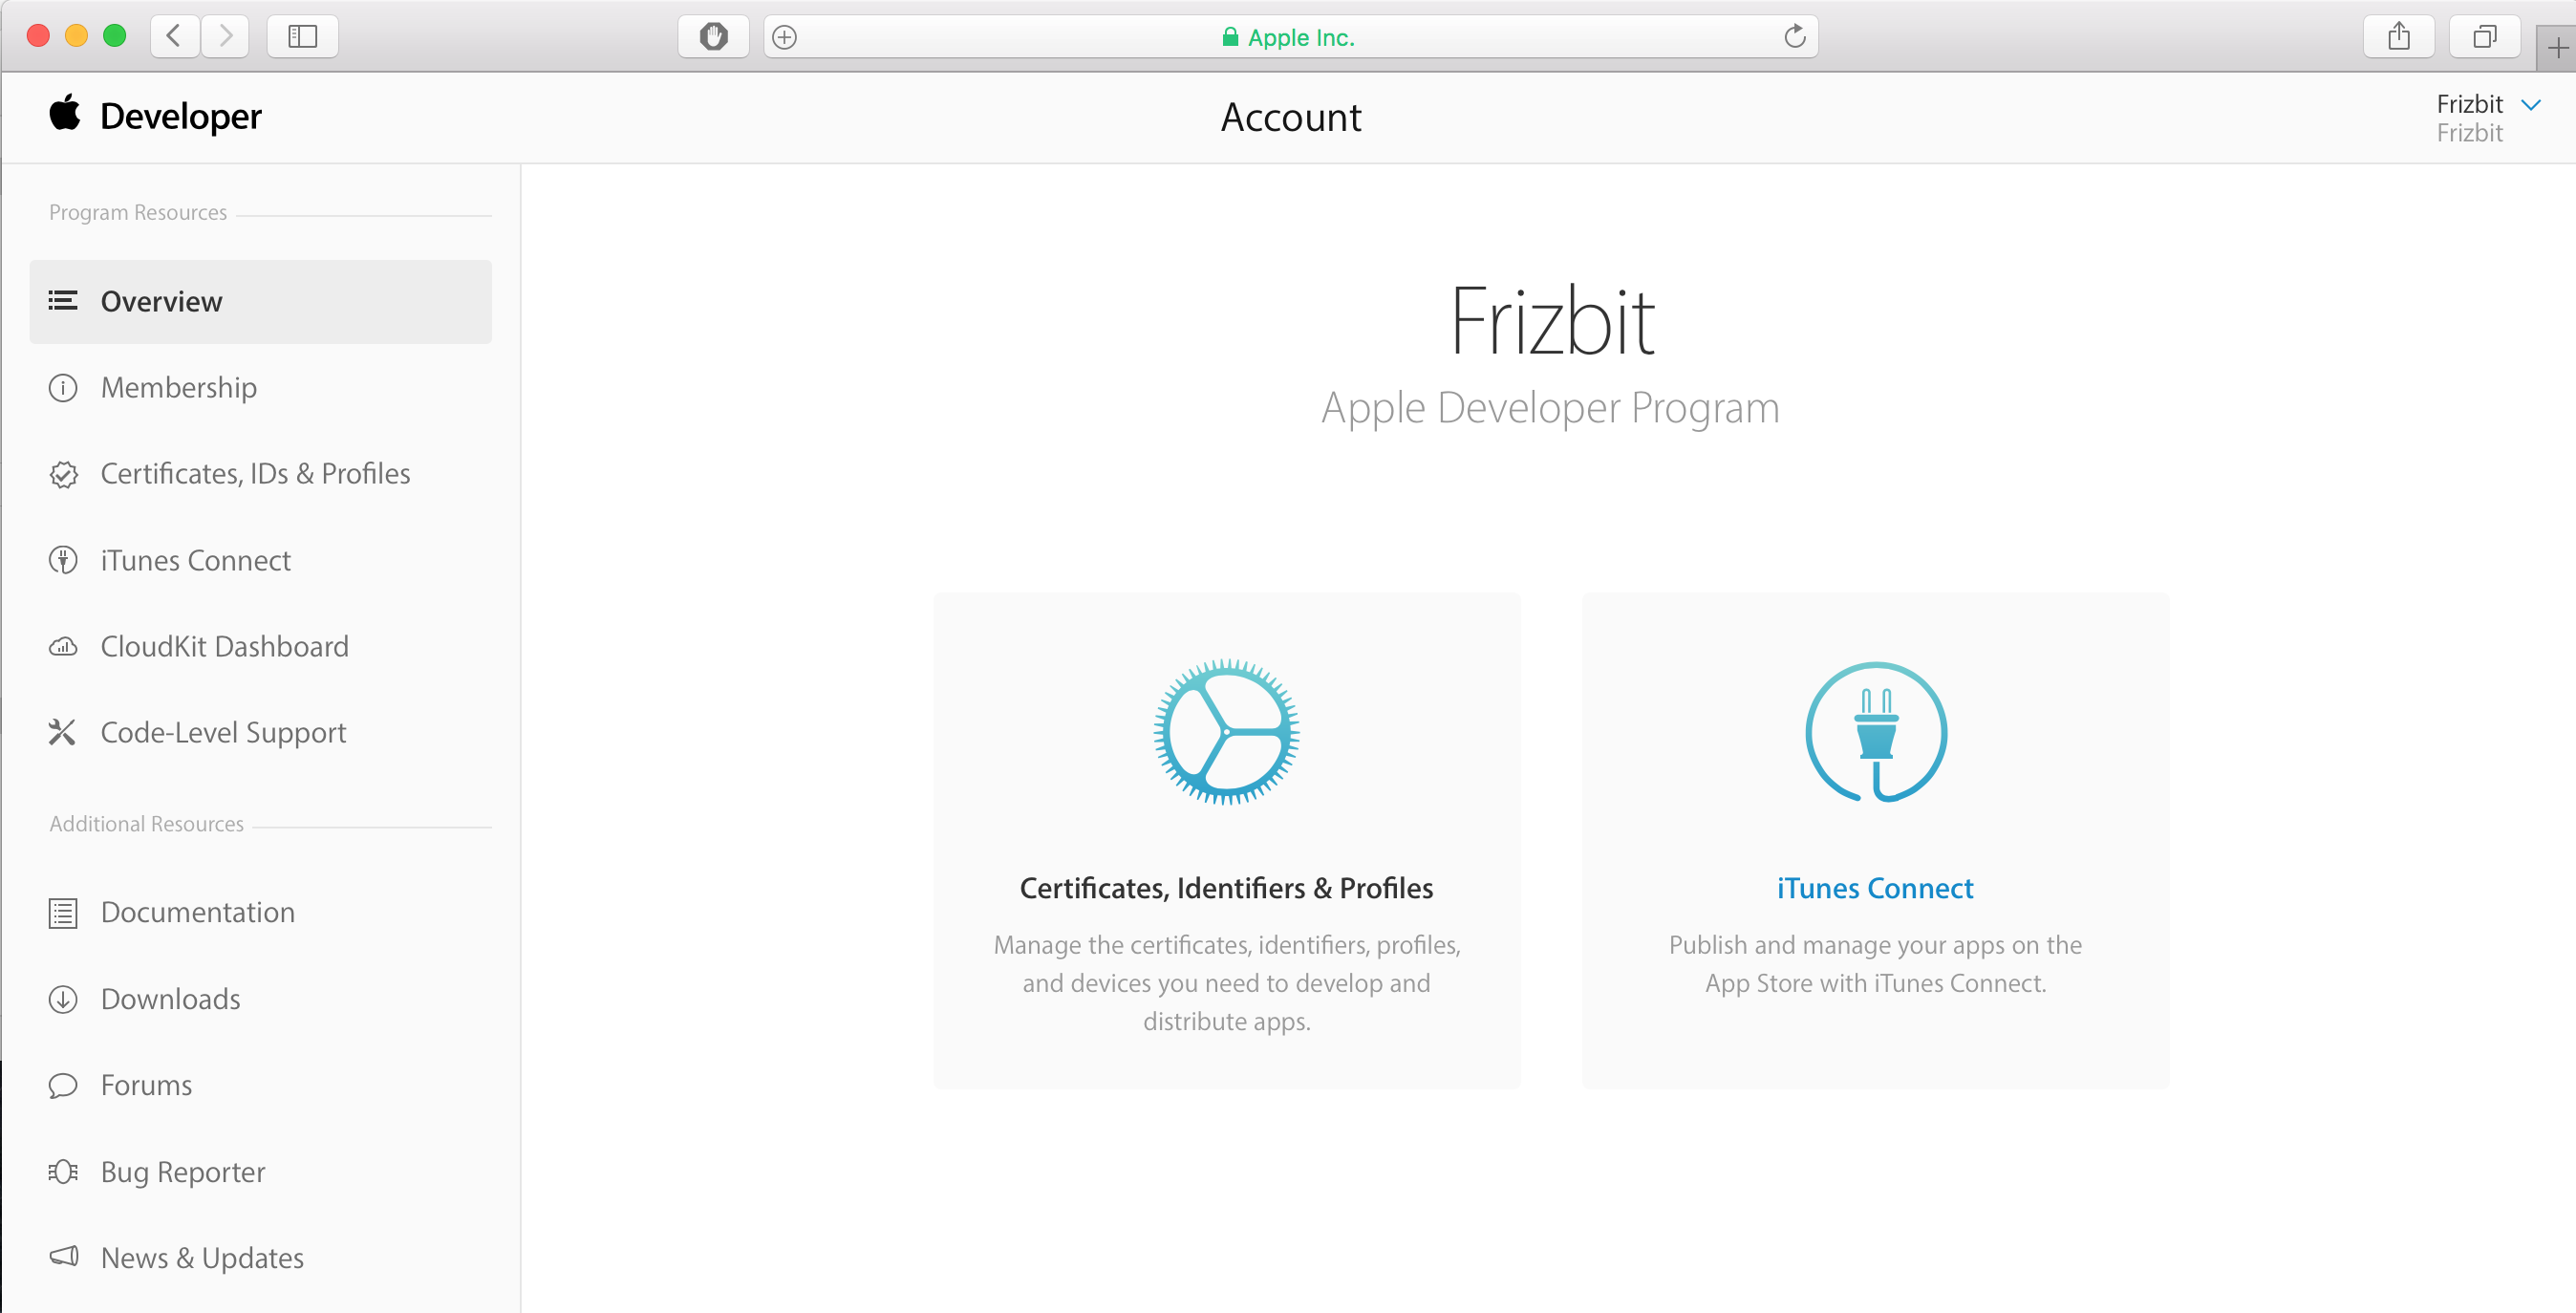 Apple Inc.
Developer
Account
Frizbit
Frizbit
Program Resources
Overview
Membership
Certificates, IDs & Profiles
iTunes Connect
CloudKit Dashboard
Code-Level Support
Additional Resources
Documentation
Downloads
Forums
Bug Reporter
News & Updates
Frizbit
Apple Developer Program
Certificates, Identifiers & Profiles
Manage the certificates, identifiers, profiles,
and devices you need to develop and
distribute apps.
iTunes Connect
Publish and manage your apps on the
App Store with iTunes Connect.